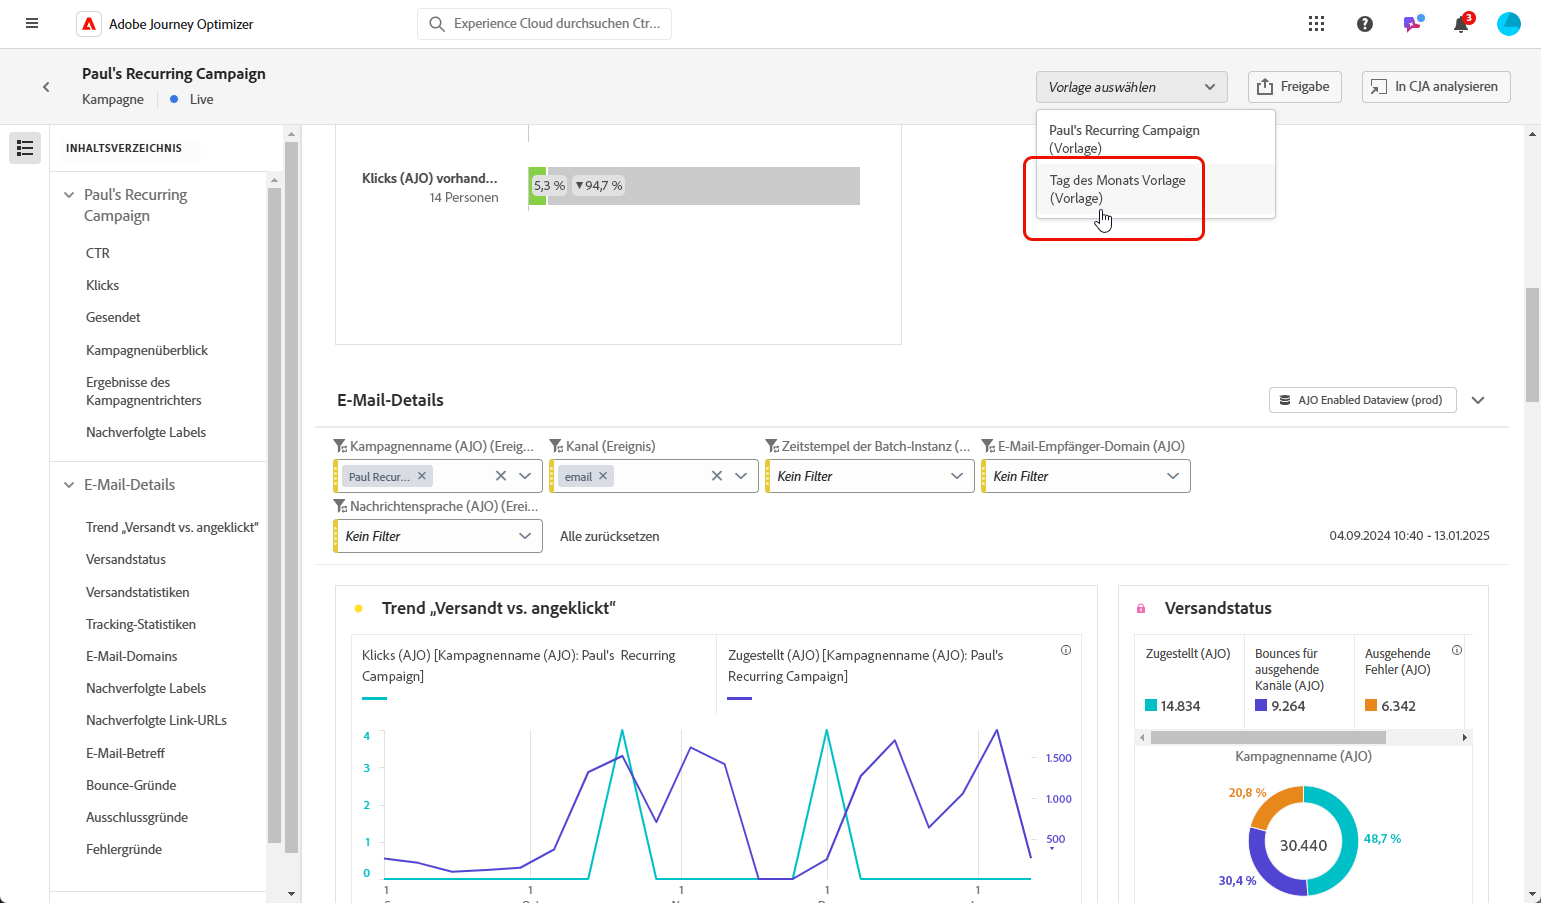 Adobe Journey Optimizer
Experience Cloud durchsuchen Ctr...
3
Paul's Recurring Campaign
Kampagne
Live
Vorlage auswählen
Freigabe
In CJA analysieren
Paul's Recurring Campaign
(Vorlage)
Tag des Monats Vorlage
(Vorlage)
INHALTSVERZEICHNIS
Paul's Recurring
Campaign
CTR
Klicks
Gesendet
Kampagnenüberblick
Ergebnisse des
Kampagnentrichters
Nachverfolgte Labels
E-Mail-Details
Trend „Versandt vs. angeklickt“
Versandstatus
Versandstatistiken
Tracking-Statistiken
E-Mail-Domains
Nachverfolgte Labels
Nachverfolgte Link-URLs
E-Mail-Betreff
Bounce-Gründe
Ausschlussgründe
Fehlergründe
Klicks (AJO) vorhand...
14 Personen
5,3 %
▼94,7 %
E-Mail-Details
AJO Enabled Dataview (prod)
Kampagnenname (AJO) (Ereig...
Kanal (Ereignis)
Zeitstempel der Batch-Instanz (...
E-Mail-Empfänger-Domain (AJO)
Paul Recur...
email
Kein Filter
Kein Filter
Nachrichtensprache (AJO) (Erei...
Kein Filter
Alle zurücksetzen
04.09.2024 10:40 - 13.01.2025
Trend „Versandt vs. angeklickt“
Klicks (AJO) [Kampagnenname (AJO): Paul's Recurring
Campaign]
Zugestellt (AJO) [Kampagnenname (AJO): Paul's
Recurring Campaign]
4
3
2
1
0
1.500
1.000
500
1
1
1
1
1
Versandstatus
Zugestellt (AJO)
14.834
Bounces für
ausgehende
Kanäle (AJO)
9.264
Ausgehende
Fehler (AJO)
6.342
Kampagnenname (AJO)
20,8 %
48,7 %
30.440
30,4 %